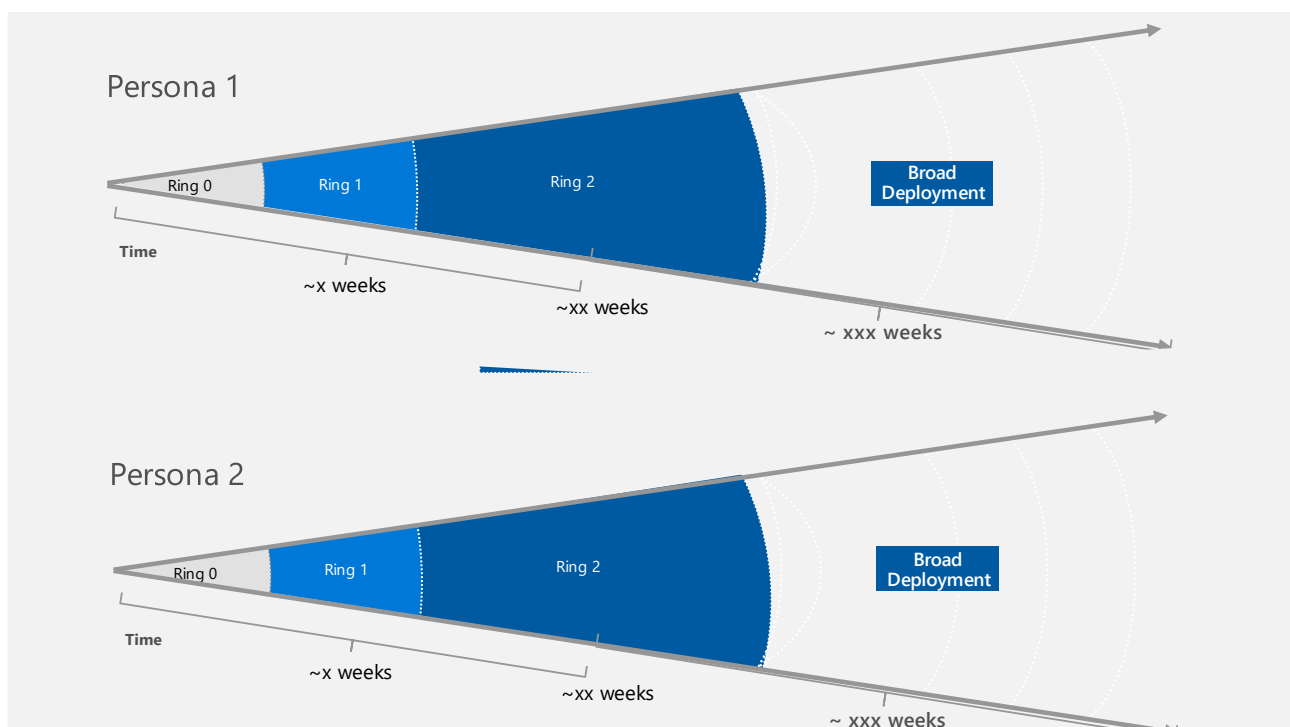 Persona 1
Ring 0
Ring 1
Ring 2
Broad
Deployment
Time
~x weeks
~xx weeks
~ xxx weeks
Persona 2
Ring 0
Ring 1
Ring 2
Broad
Deployment
Time
~x weeks
~xx weeks
~ xxx weeks